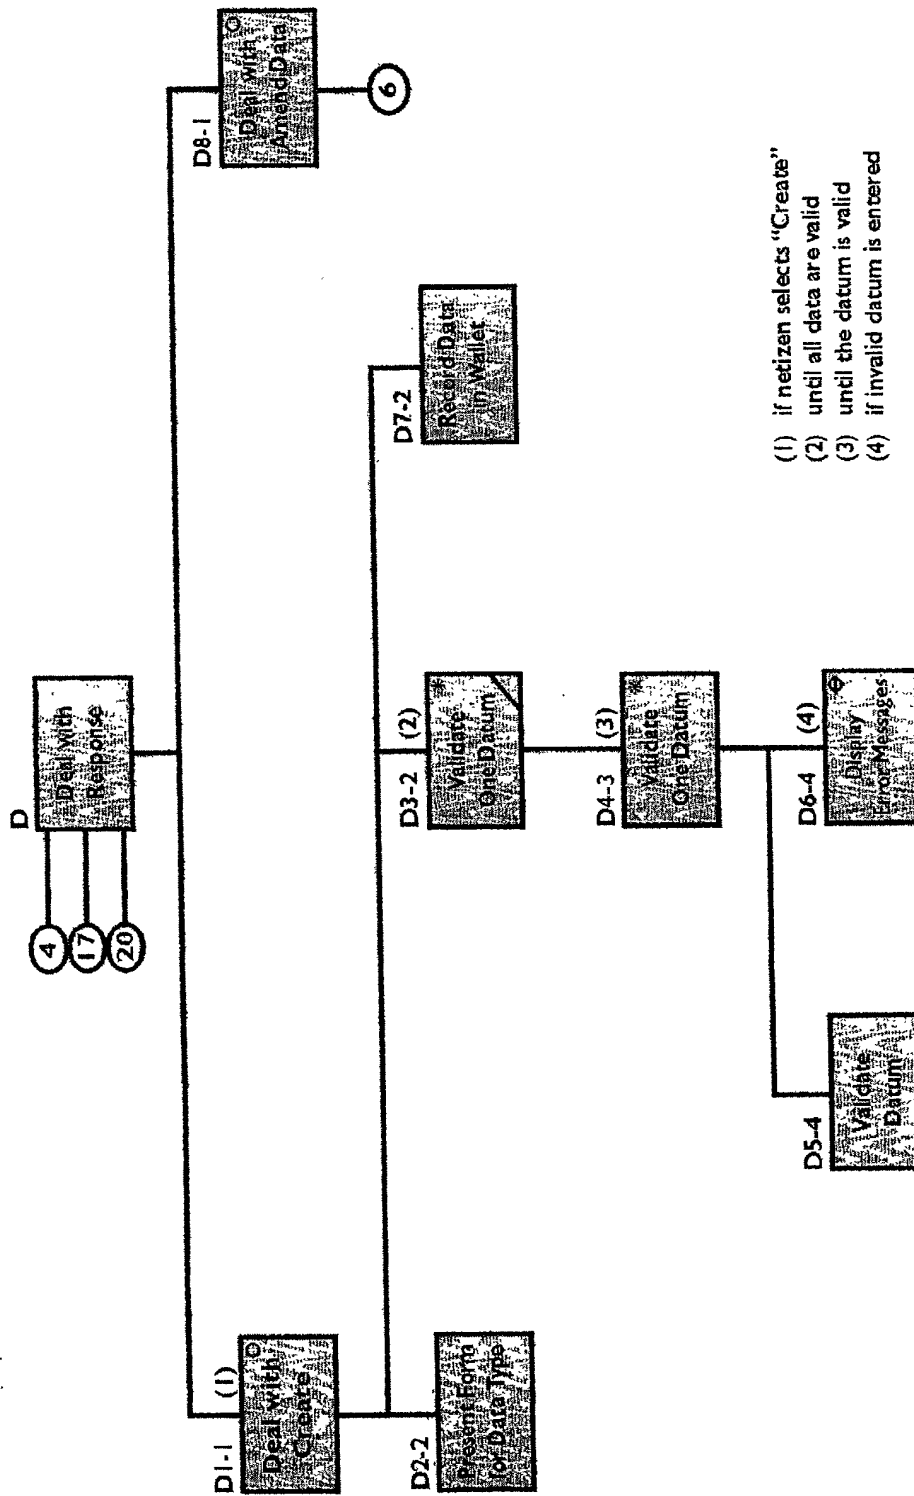 D
Deal with
Response
4
17
20
D1-1
(1)
Deal with
Create
D8-1
Deal with
Amend Data
6
D2-2
Present Form
for Data Type
D3-2
(2)
Validate
One Datum
D7-2
Record Data
in Wallet
D4-3
(3)
Validate
One Datum
D5-4
Validate
Datum
D6-4
(4)
Display
Error Messages
(1) if netizen selects “Create”
(2) until all data are valid
(3) until the datum is valid
(4) if invalid datum is entered